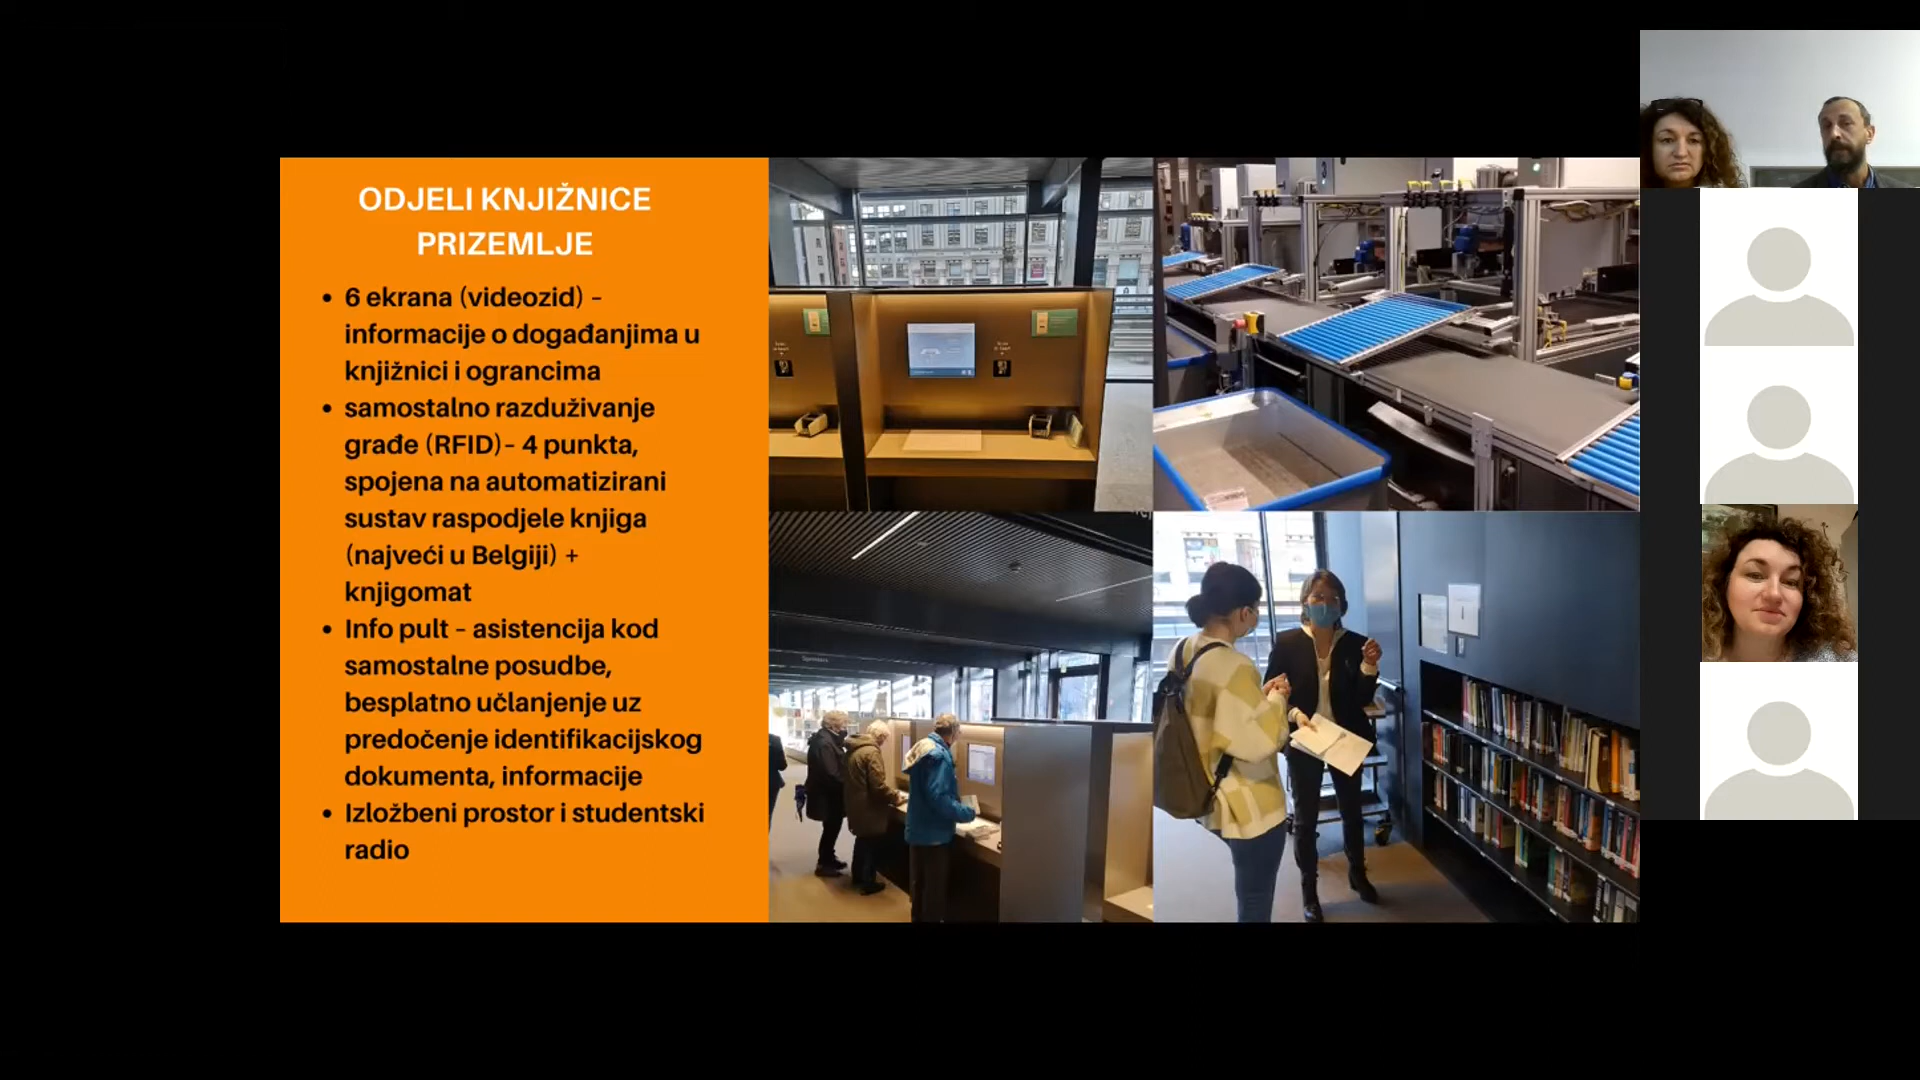 ODJELI KNJIŽNICE
PRIZEMLJE
• 6 ekrana (videozid) –
informacije o događanjima u
knjižnici i ograncima
• samostalno razduživanje
građe (RFID)– 4 punkta,
spojena na automatizirani
sustav raspodjele knjiga
(najveći u Belgiji) +
knjigomat
• Info pult – asistencija kod
samostalne posudbe,
besplatno učlanjenje uz
predočenje identifikacijskog
dokumenta, informacije
• Izložbeni prostor i studentski
radio